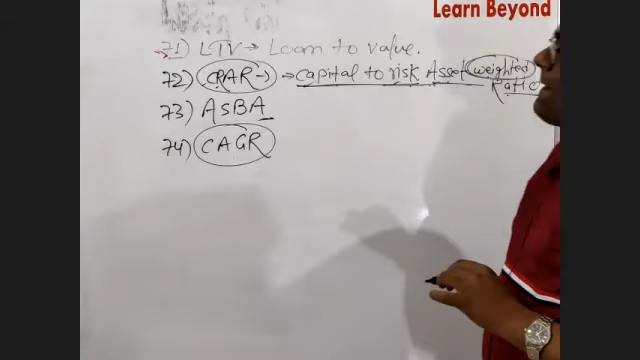 Learn Beyond
71) LTV → Loan to value.
72) CRAR → → Capital to risk Asset weighted
Ratio
73) ASBA
74) CAGR